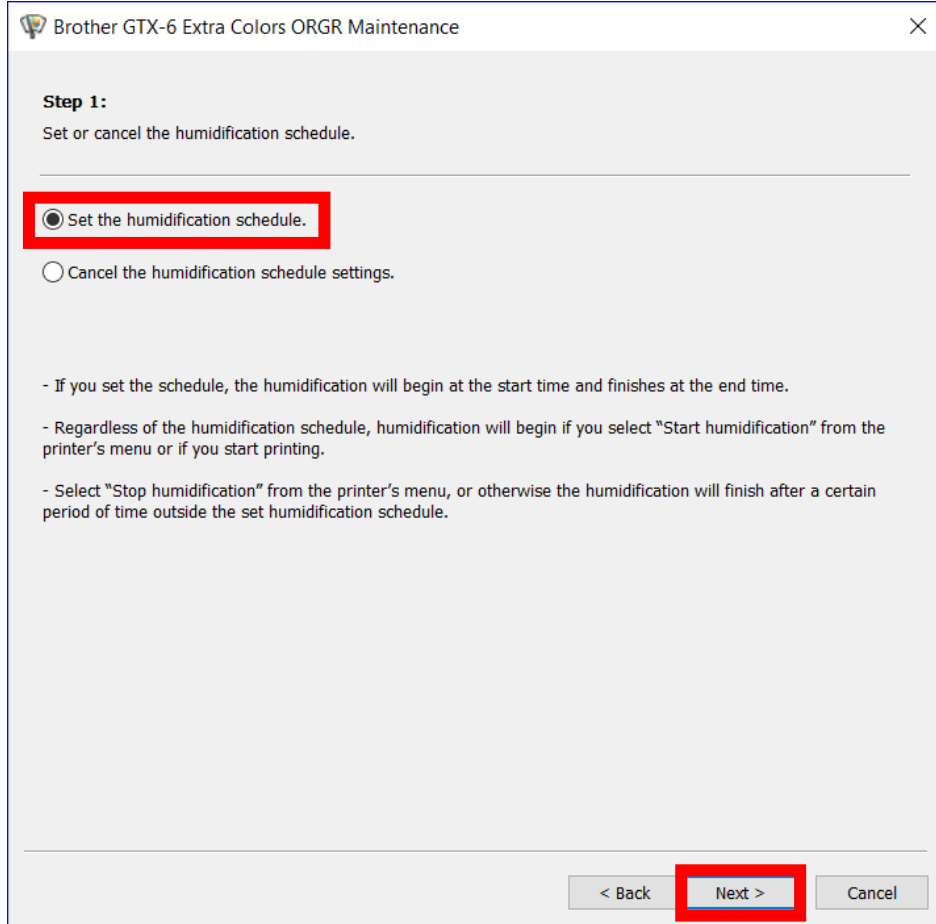 Brother GTX-6 Extra Colors ORGR Maintenance
Step 1:
Set or cancel the humidification schedule.
Set the humidification schedule.
Cancel the humidification schedule settings.
- If you set the schedule, the humidification will begin at the start time and finishes at the end time.
- Regardless of the humidification schedule, humidification will begin if you select “Start humidification” from the
printer’s menu or if you start printing.
- Select “Stop humidification” from the printer’s menu, or otherwise the humidification will finish after a certain
period of time outside the set humidification schedule.
< Back Next > Cancel